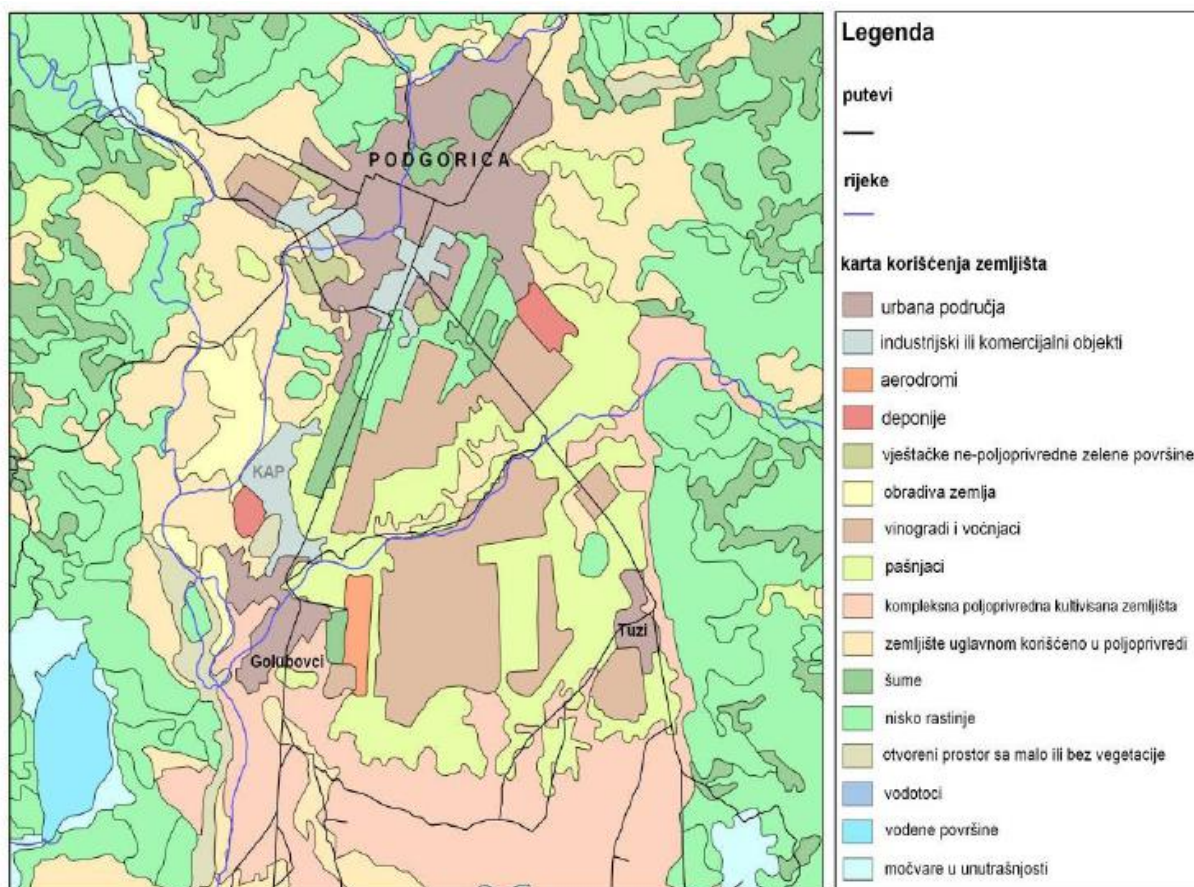 PODGORICA
KAP
Golubovci
Tuzi
Legenda
putevi
rijeke
karta korišćenja zemljišta
urbana područja
industrijski ili komercijalni objekti
aerodromi
deponije
vještačke ne-poljoprivredne zelene površine
obradiva zemlja
vinogradi i voćnjaci
pašnjaci
kompleksna poljoprivredna kultivisana zemljišta
zemljište uglavnom korišćeno u poljoprivredi
šume
nisko rastinje
otvoreni prostor sa malo ili bez vegetacije
vodotoci
vodene površine
močvare u unutrašnjosti